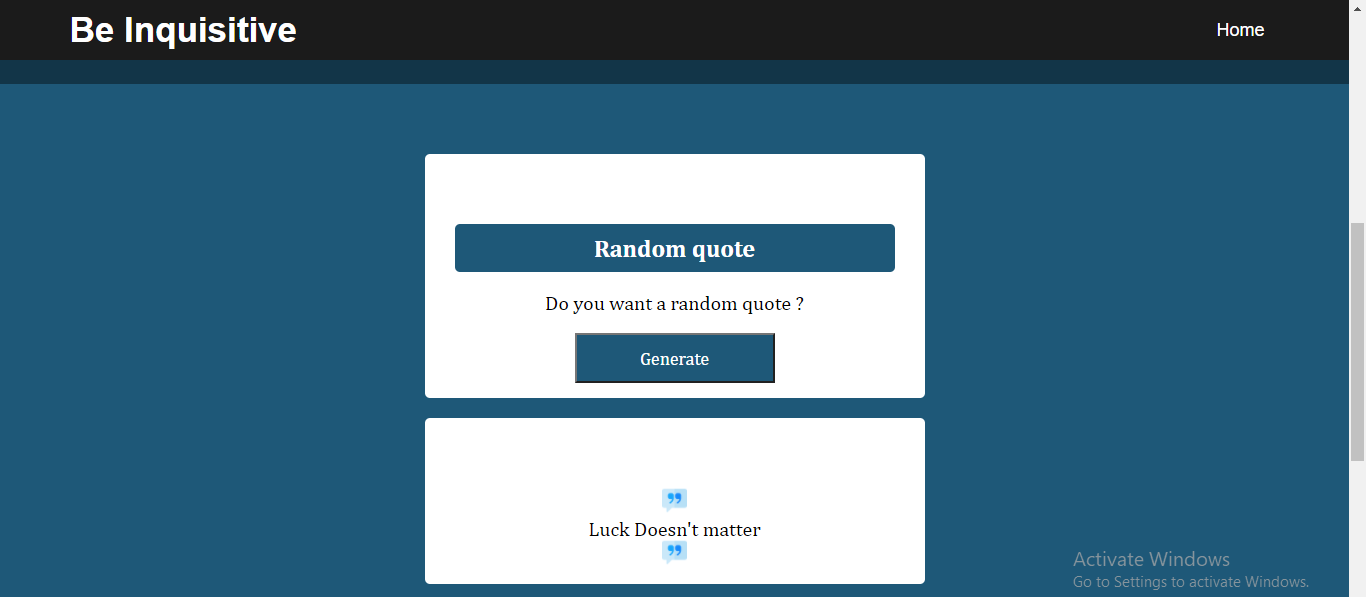 Be Inquisitive
Home
Random quote
Do you want a random quote ?
Generate
Luck Doesn't matter
Activate Windows
Go to Settings to activate Windows.